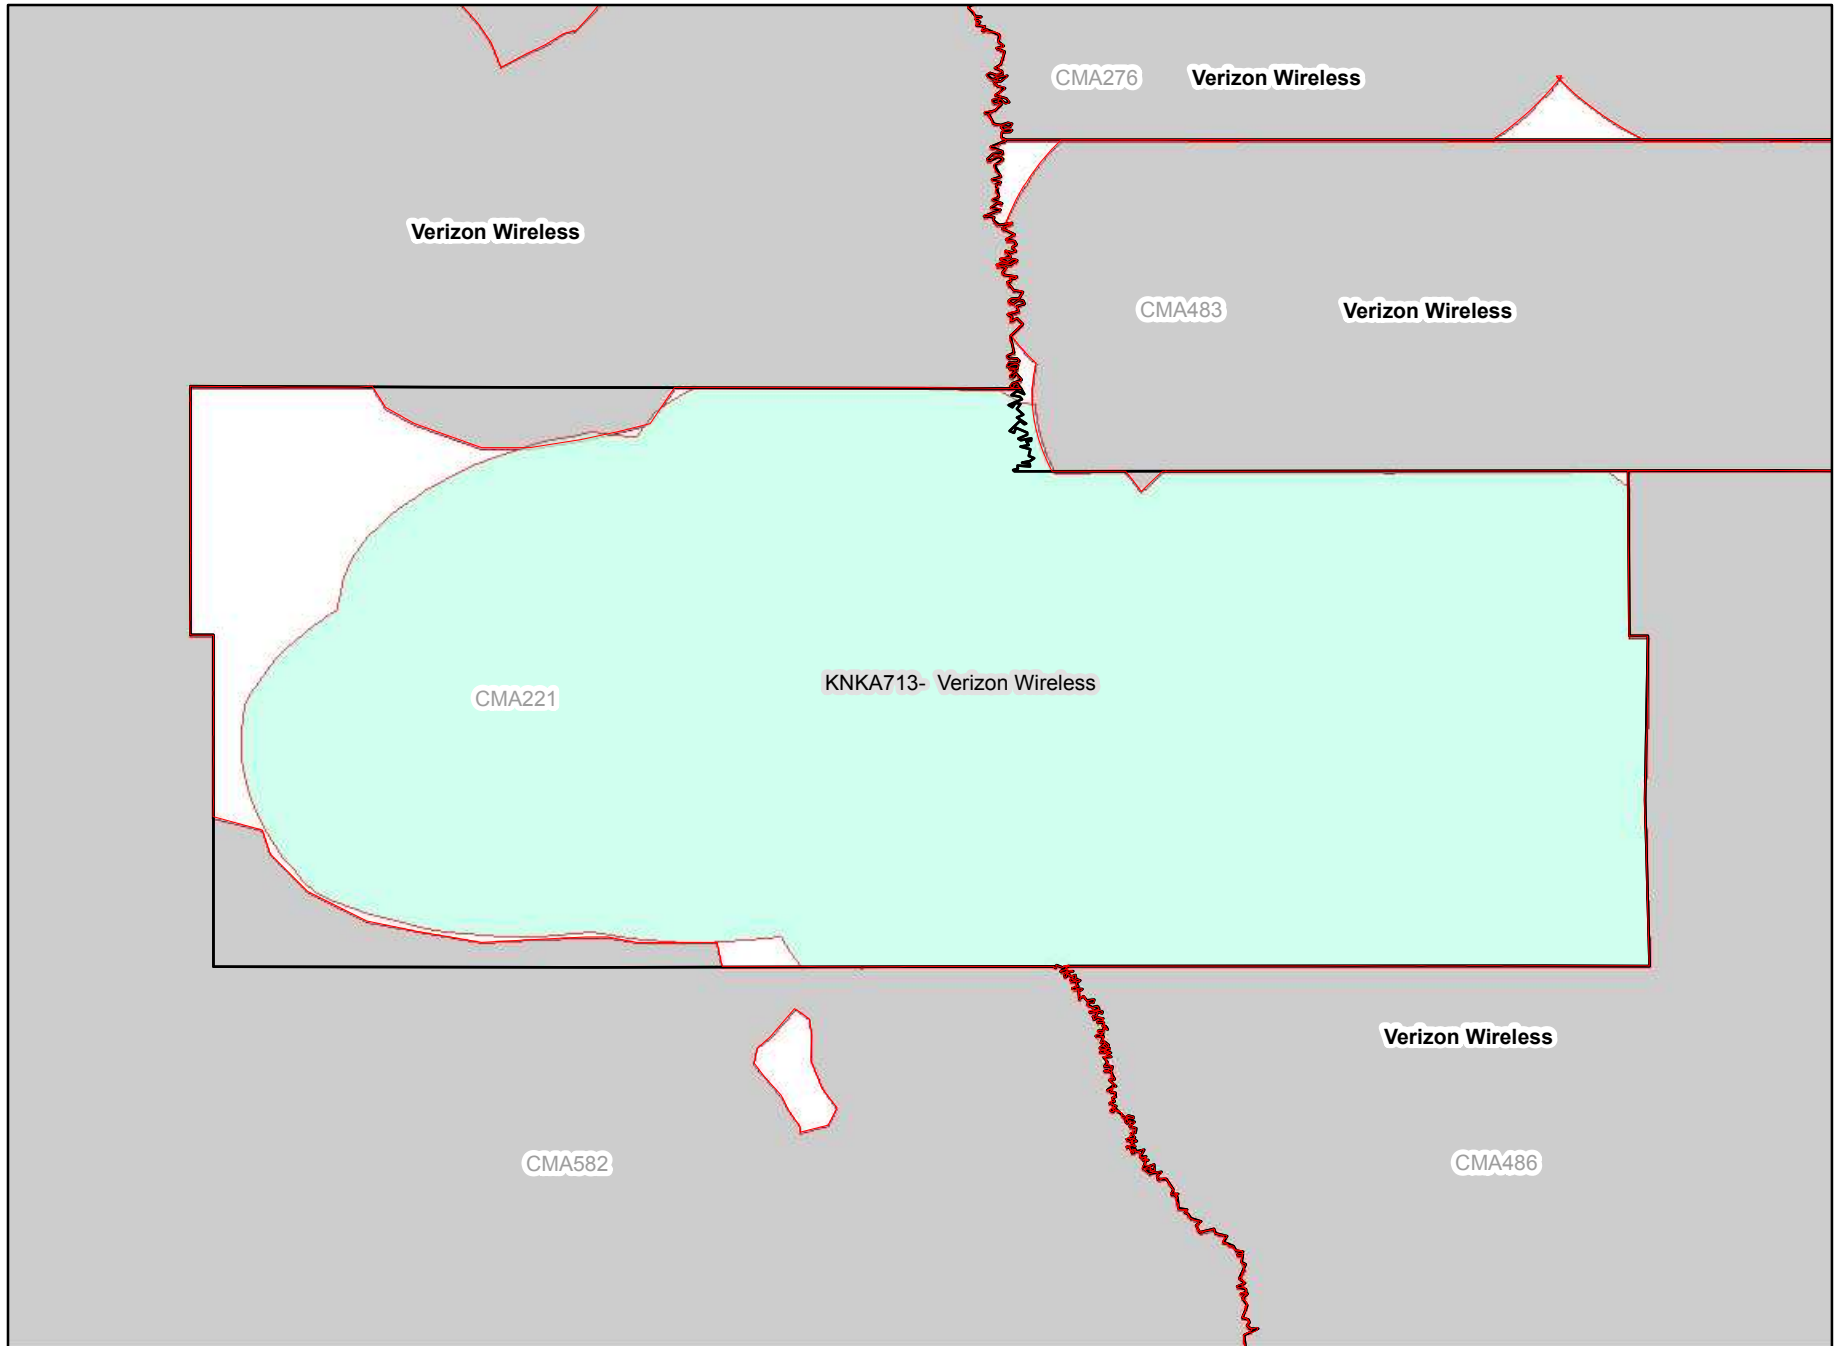 CMA276 Verizon Wireless
Verizon Wireless
CMA483 Verizon Wireless
KNKA713- Verizon Wireless
CMA221
Verizon Wireless
CMA582
CMA486